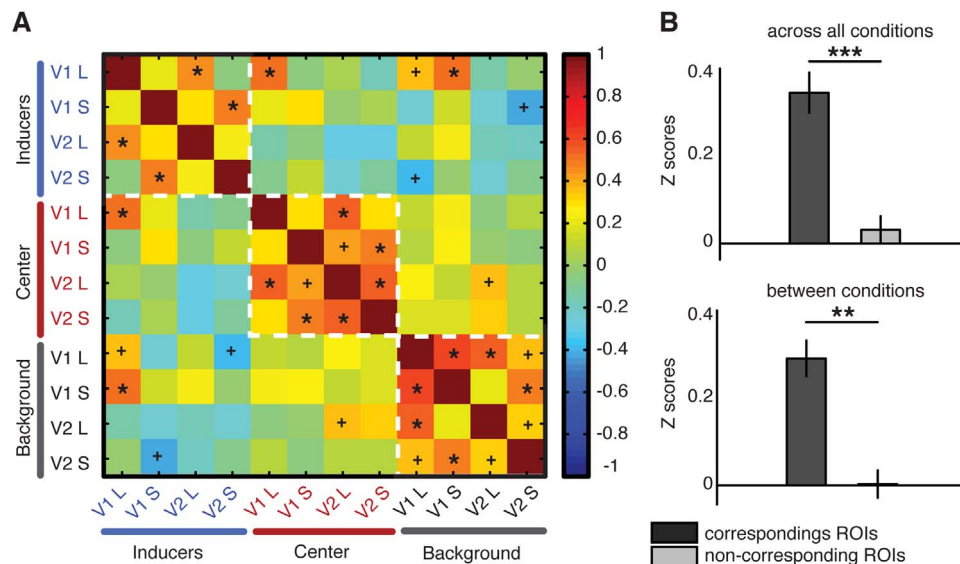 A
B
V1 L
V1 S
V2 L
V2 S
Inducers
V1 L
V1 S
V2 L
V2 S
Center
V1 L
V1 S
V2 L
V2 S
Background
* * * + *
* * +
*
* +
* *
+ *
* + * +
* *
+ + * * +
* * *
+ * +
+ + * +
V1 L V1 S V2 L V2 S V1 L V1 S V2 L V2 S V1 L V1 S V2 L V2 S
Inducers Center Background
1
0.8
0.6
0.4
0.2
0
-0.2
-0.4
-0.6
-0.8
-1
across all conditions
***
0.4
0.2
0
Z scores
between conditions
**
0.4
0.2
0
Z scores
correspondings ROIs
non-corresponding ROIs